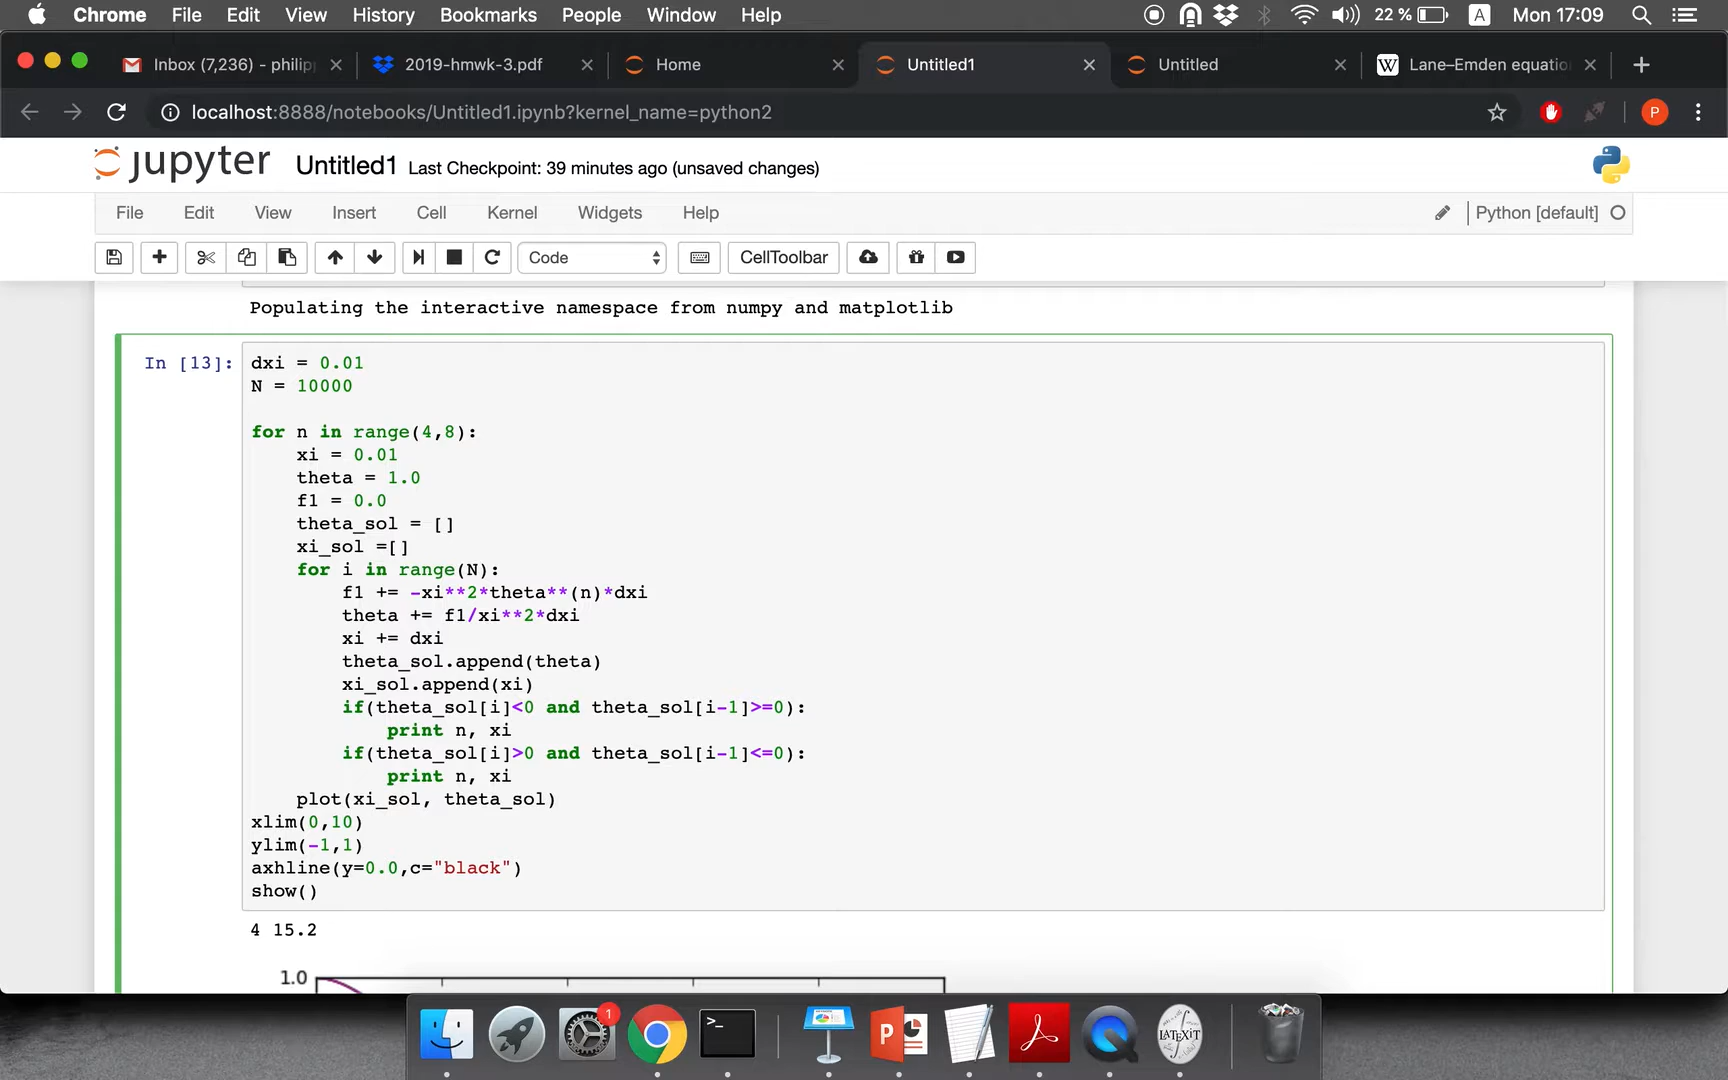 Chrome File Edit View History Bookmarks People Window Help 22 % A Mon 17:09
Inbox (7,236) - philip 2019-hmwk-3.pdf Home Untitled1 Untitled Lane–Emden equatio
localhost:8888/notebooks/Untitled1.ipynb?kernel_name=python2 P
jupyter Untitled1 Last Checkpoint: 39 minutes ago (unsaved changes)
File Edit View Insert Cell Kernel Widgets Help Python [default]
Code CellToolbar
Populating the interactive namespace from numpy and matplotlib
In [13]: dxi = 0.01
N = 10000
for n in range(4,8):
xi = 0.01
theta = 1.0
f1 = 0.0
theta_sol = []
xi_sol =[]
for i in range(N):
f1 += -xi**2*theta**(n)*dxi
theta += f1/xi**2*dxi
xi += dxi
theta_sol.append(theta)
xi_sol.append(xi)
if(theta_sol[i]<0 and theta_sol[i-1]>=0):
print n, xi
if(theta_sol[i]>0 and theta_sol[i-1]<=0):
print n, xi
plot(xi_sol, theta_sol)
xlim(0,10)
ylim(-1,1)
axhline(y=0.0,c="black")
show()
4 15.2
1.0
1
>_
P
LATEXiT